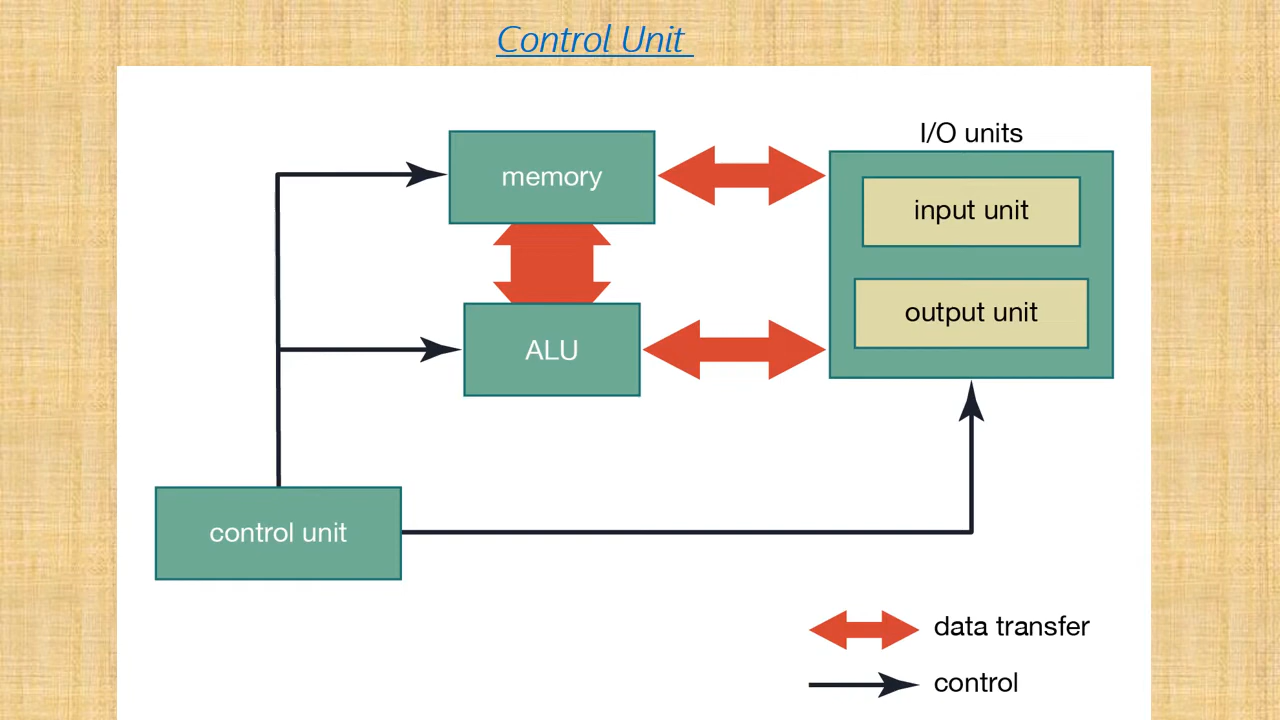 Control Unit
I/O units
memory
input unit
output unit
ALU
control unit
data transfer
control